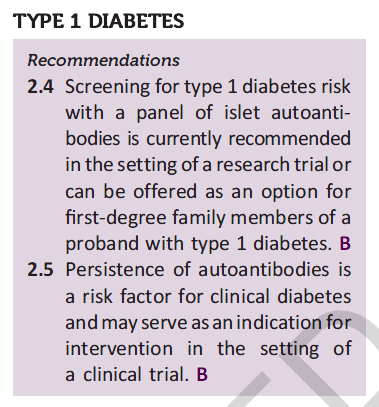 TYPE 1 DIABETES
Recommendations
2.4 Screening for type 1 diabetes risk
with a panel of islet autoanti-
bodies is currently recommended
in the setting of a research trial or
can be offered as an option for
first-degree family members of a
proband with type 1 diabetes. B
2.5 Persistence of autoantibodies is
a risk factor for clinical diabetes
and may serve as an indication for
intervention in the setting of
a clinical trial. B